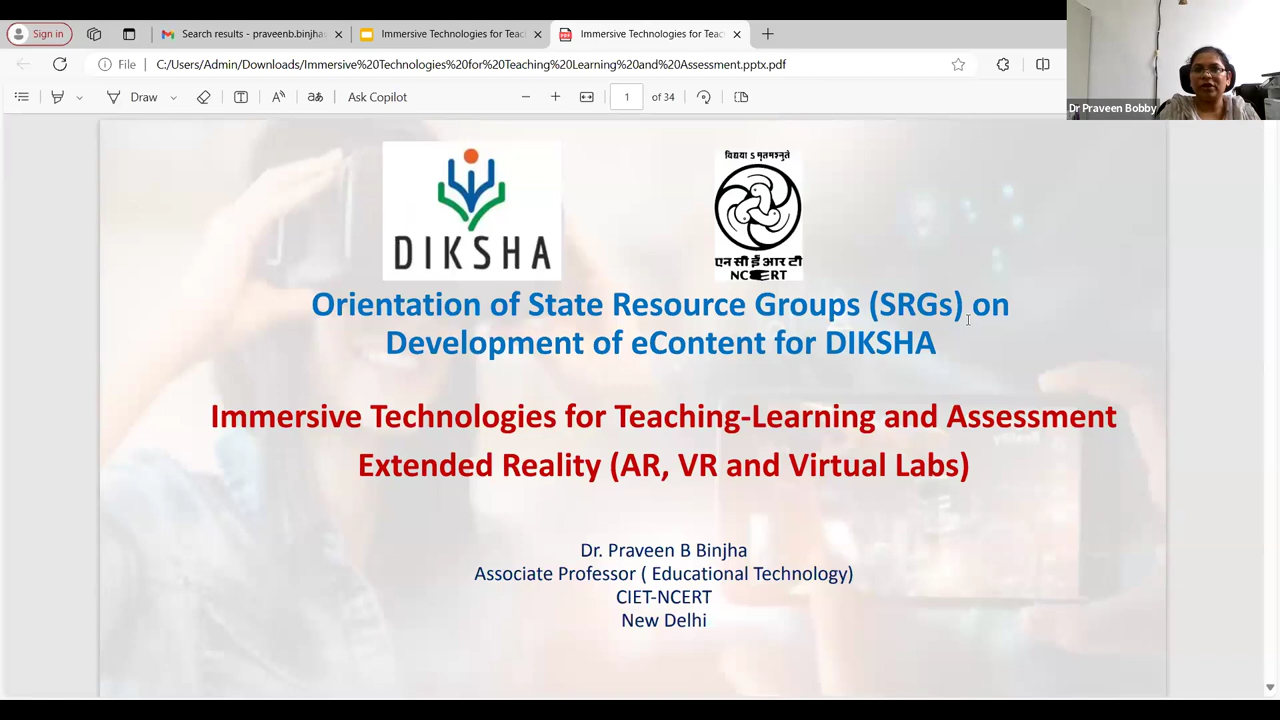 Sign in
Search results - praveenb.binjha
Immersive Technologies for Teac
Immersive Technologies for Teac
File
C:/Users/Admin/Downloads/Immersive%20Technologies%20for%20Teaching%20Learning%20and%20Assessment.pptx.pdf
Draw
Ask Copilot
1
of 34
Dr Praveen Bobby
DIKSHA
विद्यया ऽ मृतमश्नुते
एन सी ई आर टी
NCERT
Orientation of State Resource Groups (SRGs) on
Development of eContent for DIKSHA
Immersive Technologies for Teaching-Learning and Assessment
Extended Reality (AR, VR and Virtual Labs)
Dr. Praveen B Binjha
Associate Professor ( Educational Technology)
CIET-NCERT
New Delhi